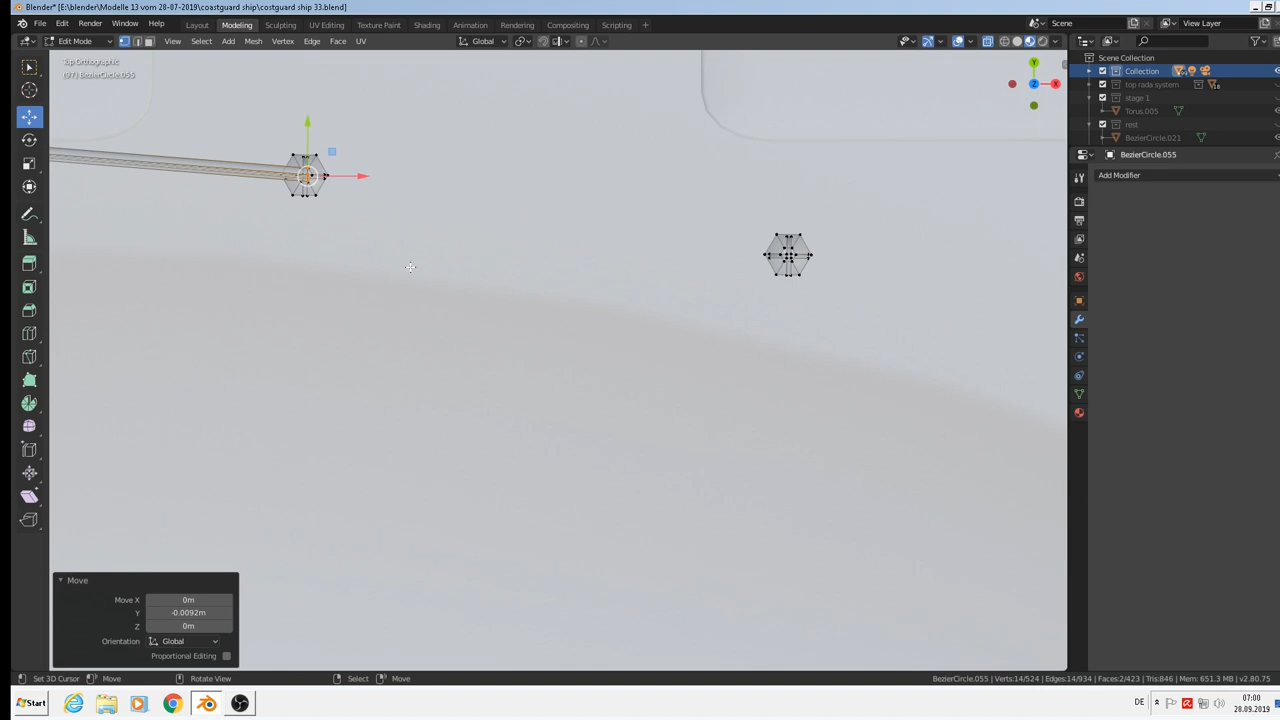 Blender* [E:\blender\Modelle 13 vom 28-07-2019\coastguard ship\costguard ship 33.blend]
File Edit Render Window Help Layout Modeling Sculpting UV Editing Texture Paint Shading Animation Rendering Compositing Scripting + Scene View Layer
Edit Mode View Select Add Mesh Vertex Edge Face UV Global
Top Orthographic
(97) BezierCircle.055
Y
Z
X
Scene Collection
Collection
top rada system
18
stage 1
Torus.005
rest
BezierCircle.021
BezierCircle.055
Add Modifier
Move
Move X 0m
Y -0.0092m
Z 0m
Orientation Global
Proportional Editing
Set 3D Cursor Move Rotate View Select Move BezierCircle.055 | Verts:14/524 | Edges:14/934 | Faces:2/423 | Tris:846 | Mem: 651.3 MB | v2.80.75
Start DE 07:00
28.09.2019